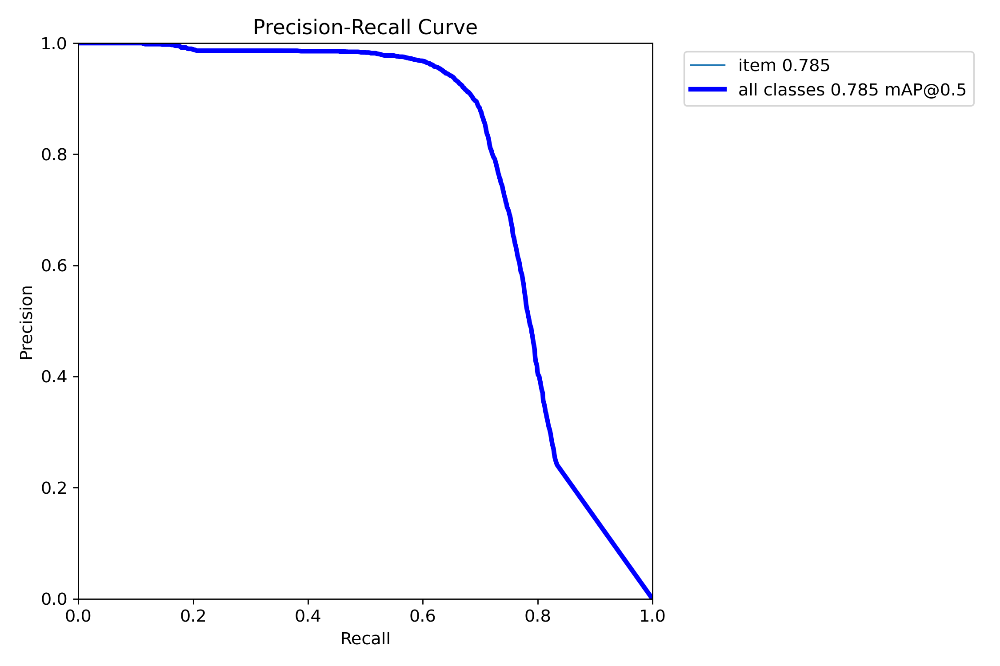 Precision-Recall Curve
1.0
0.8
0.6
0.4
0.2
0.0
Precision
0.0 0.2 0.4 0.6 0.8 1.0
Recall
item 0.785
all classes 0.785 mAP@0.5